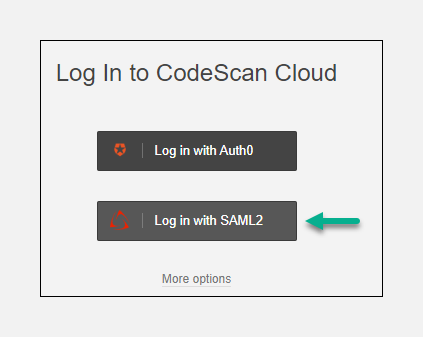 Log In to CodeScan Cloud
Log in with Auth0
Log in with SAML2
More options